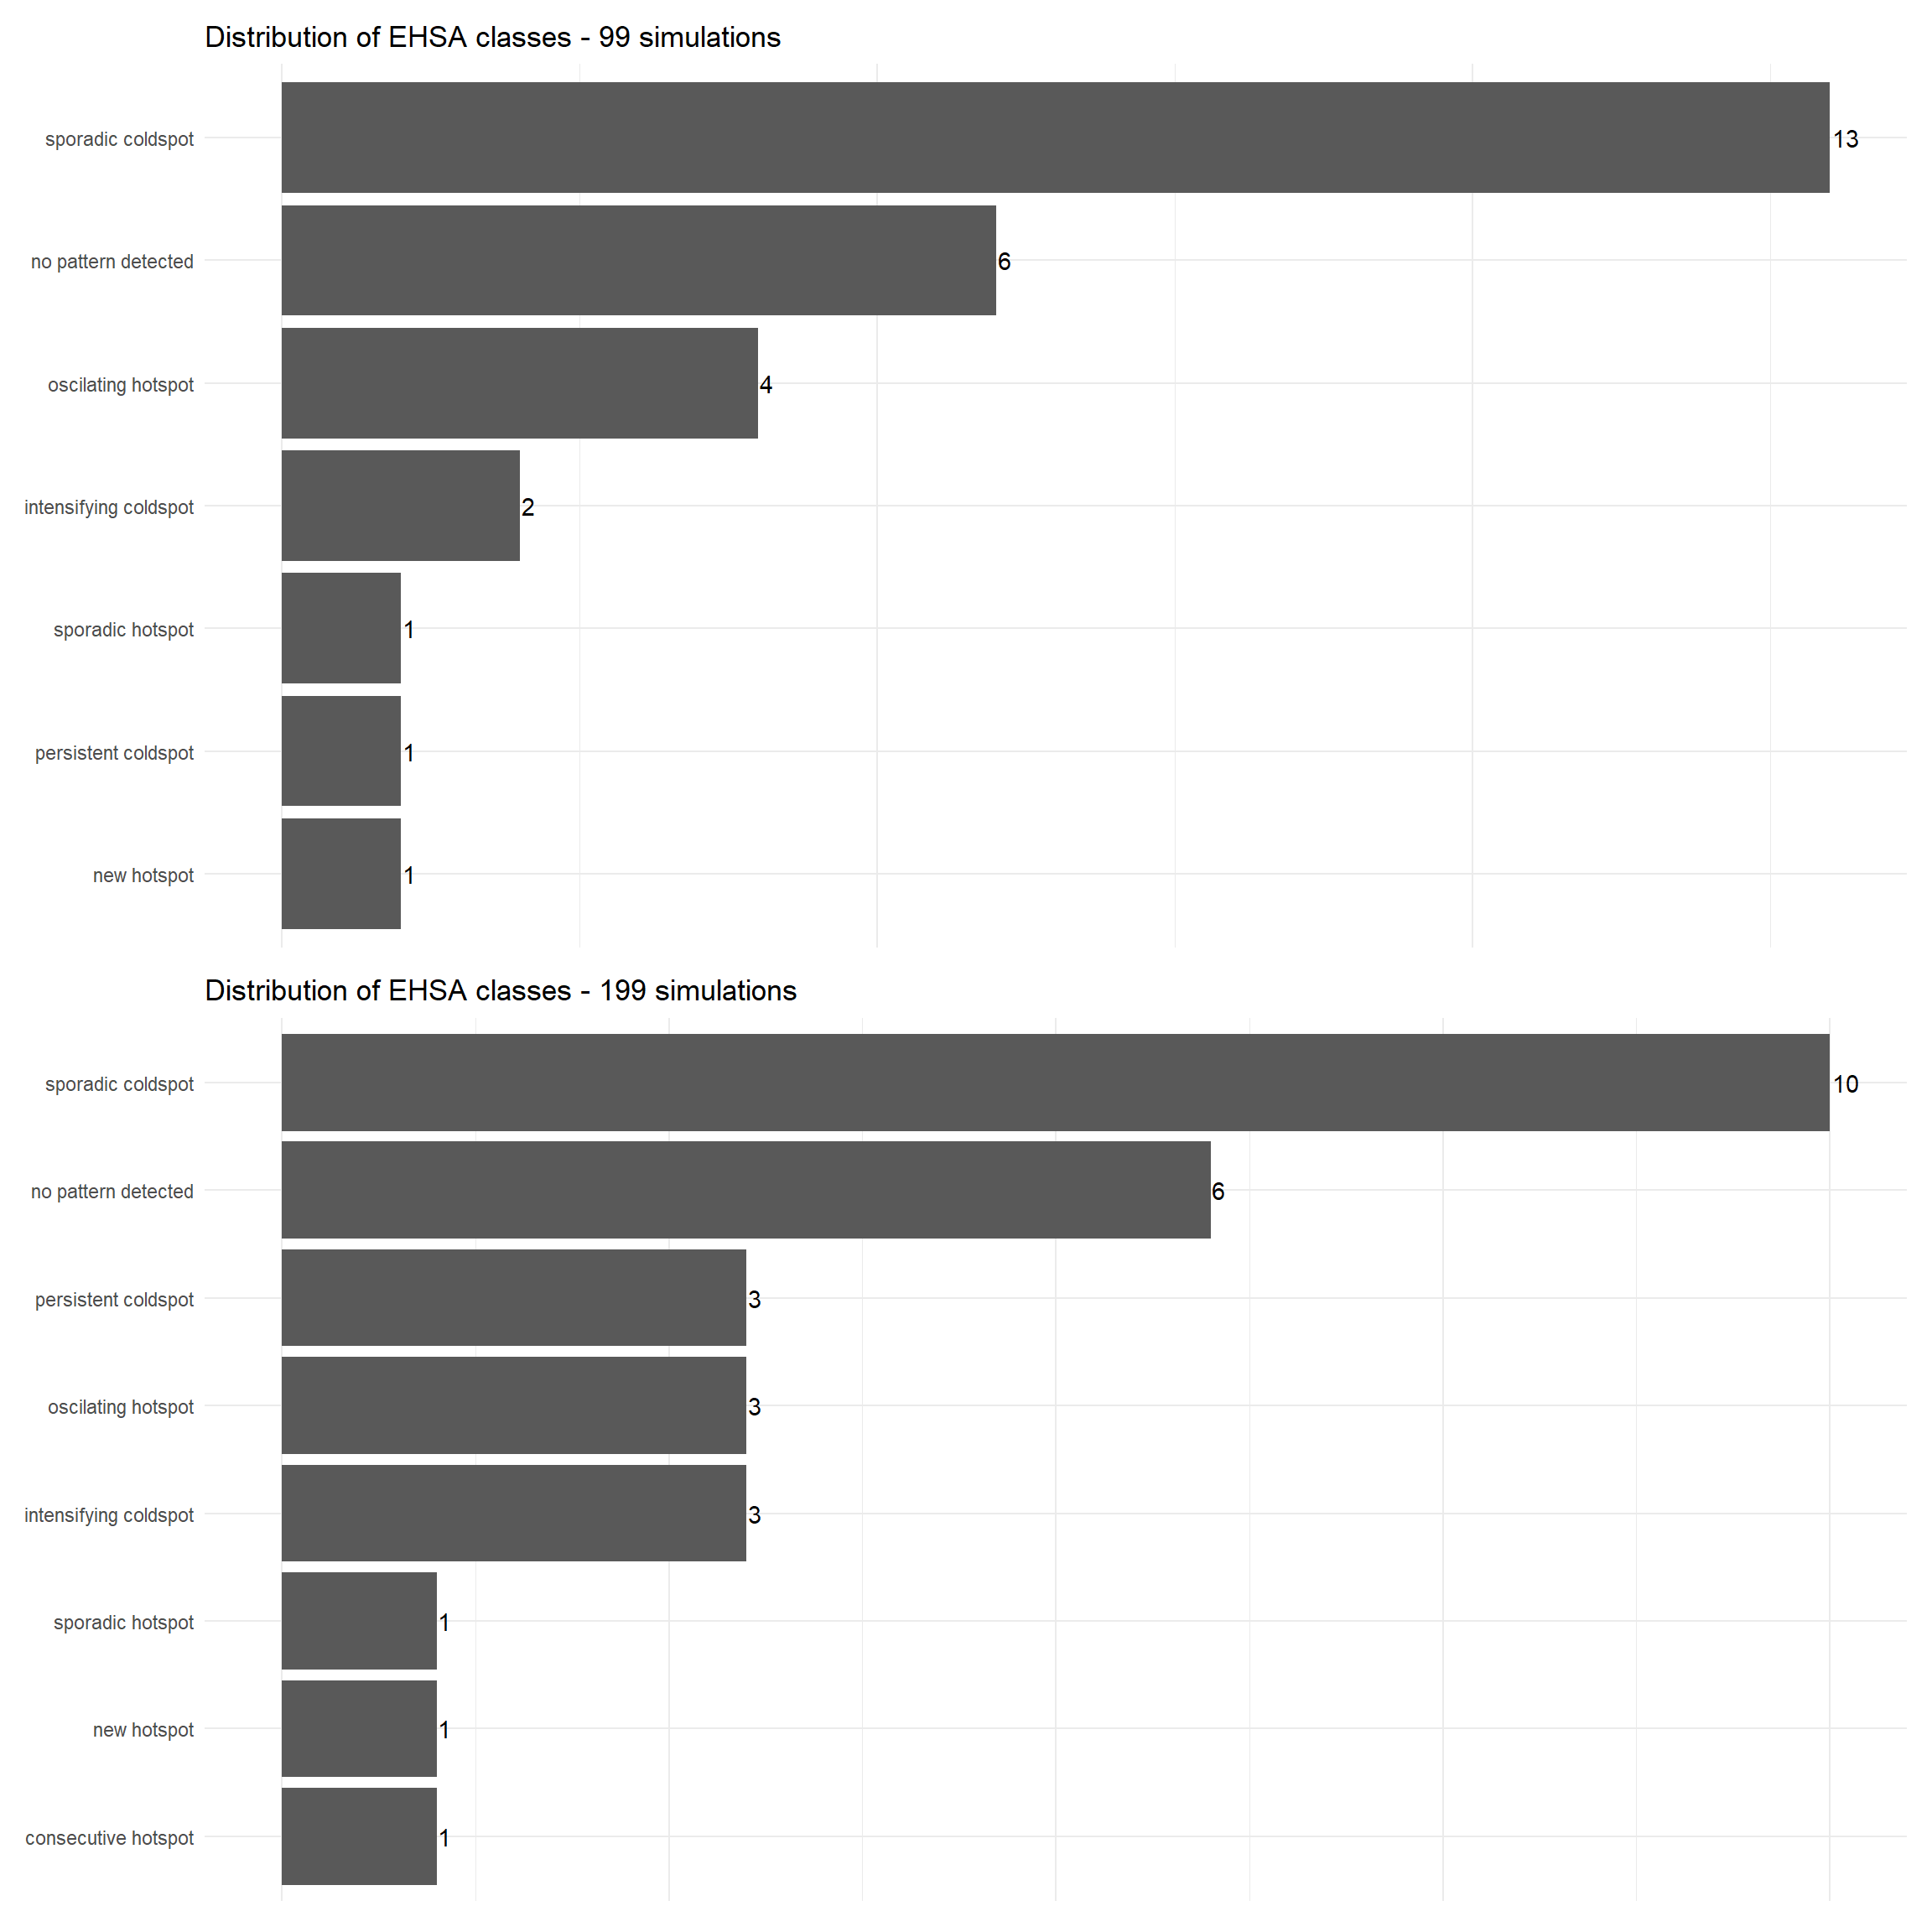 Distribution of EHSA classes - 99 simulations
sporadic coldspot 13
no pattern detected 6
oscilating hotspot 4
intensifying coldspot 2
sporadic hotspot 1
persistent coldspot 1
new hotspot 1
Distribution of EHSA classes - 199 simulations
sporadic coldspot 10
no pattern detected 6
persistent coldspot 3
oscilating hotspot 3
intensifying coldspot 3
sporadic hotspot 1
new hotspot 1
consecutive hotspot 1